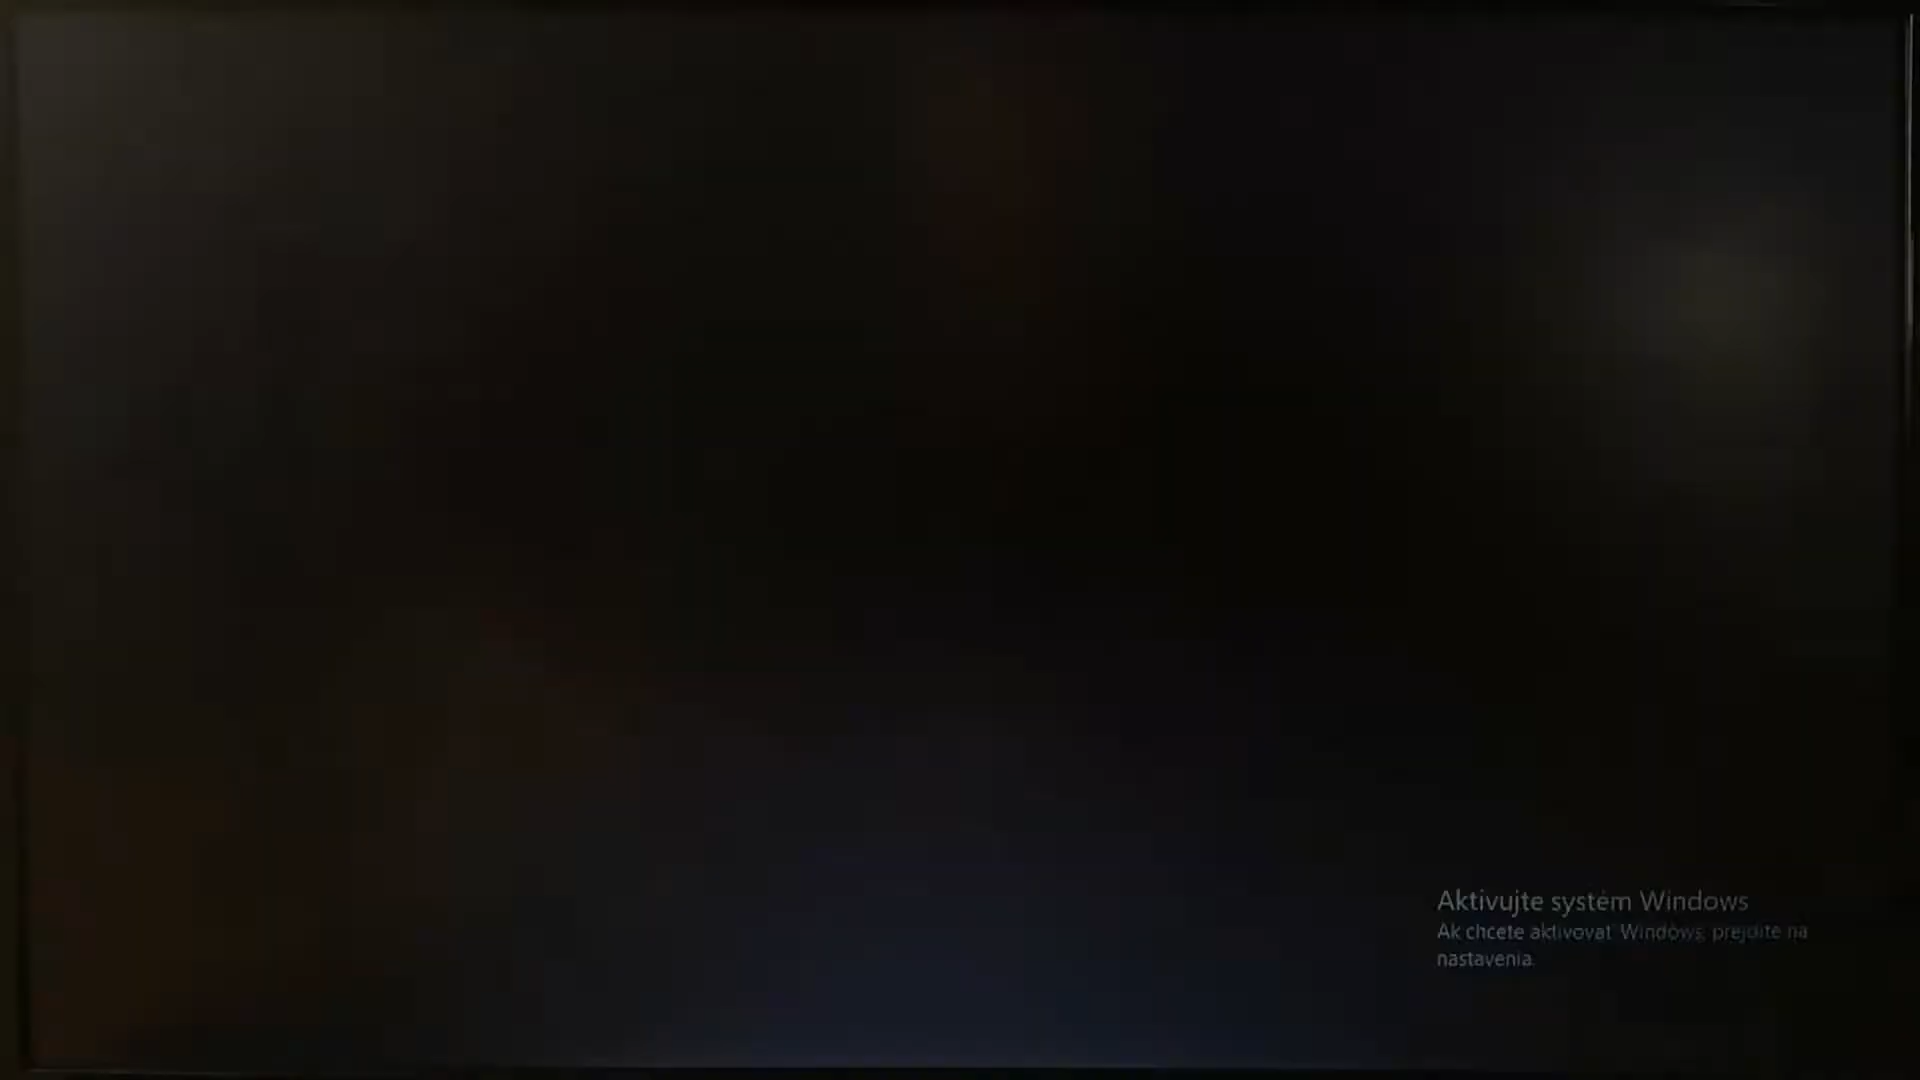 Aktivujte systém Windows
Ak chcete aktivovať Windows, prejdite na
nastavenia.